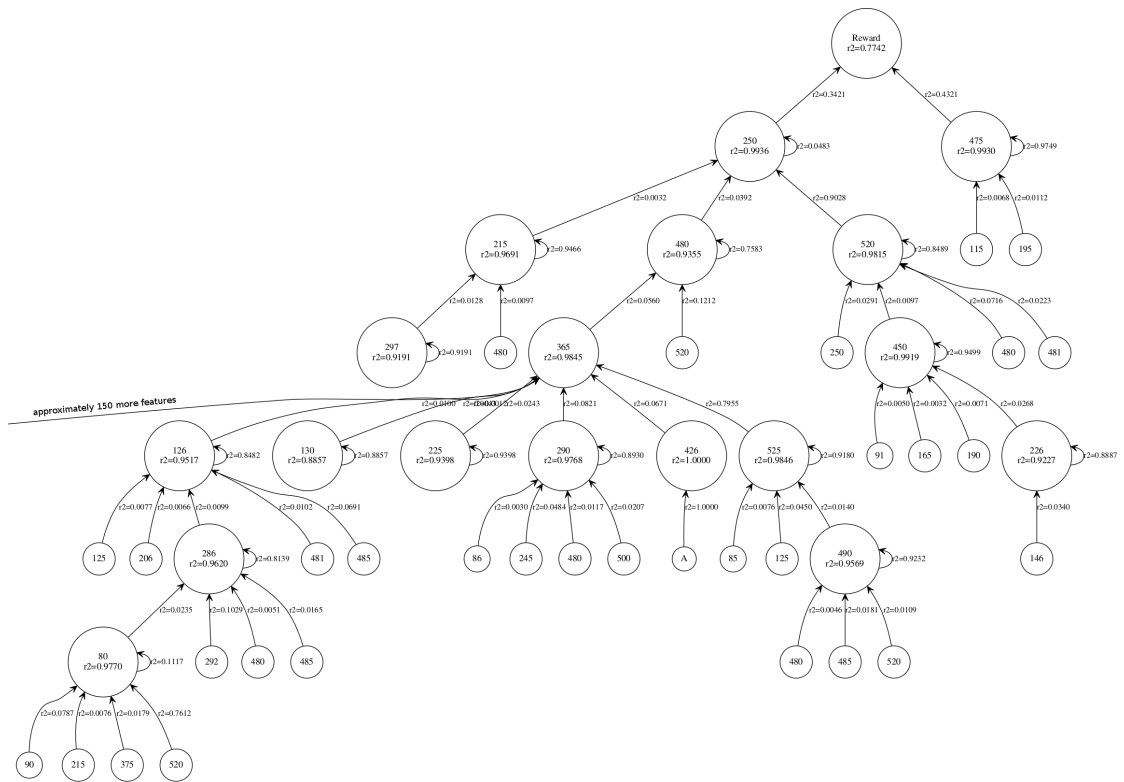 Reward
r2=0.7742
r2=0.3421
r2=0.4321
250
r2=0.9936
r2=0.0483
475
r2=0.9930
r2=0.9749
r2=0.0032
r2=0.0392
r2=0.9028
r2=0.0068
r2=0.0112
215
r2=0.9691
r2=0.9466
480
r2=0.9355
r2=0.7583
520
r2=0.9815
r2=0.8489
115
195
r2=0.0128
r2=0.0097
r2=0.0560
r2=0.1212
r2=0.0291
r2=0.0097
r2=0.0716
r2=0.0223
297
r2=0.9191
r2=0.9191
480
365
r2=0.9845
520
250
450
r2=0.9919
r2=0.9499
480
481
approximately 150 more features
r2=0.0100
r2=0.0243
r2=0.0821
r2=0.0671
r2=0.7955
r2=0.0050
r2=0.0032
r2=0.0071
r2=0.0268
126
r2=0.9517
r2=0.8482
130
r2=0.8857
r2=0.8857
225
r2=0.9398
r2=0.9398
290
r2=0.9768
r2=0.8930
426
r2=1.0000
525
r2=0.9846
r2=0.9180
91
165
190
226
r2=0.9227
r2=0.8887
r2=0.0077
r2=0.0066
r2=0.0099
r2=0.0102
r2=0.0691
r2=0.0030
r2=0.0484
r2=0.0117
r2=0.0207
r2=1.0000
r2=0.0076
r2=0.0450
r2=0.0140
r2=0.0340
125
206
286
r2=0.9620
r2=0.8139
481
485
86
245
480
500
A
85
125
490
r2=0.9569
r2=0.9232
146
r2=0.0235
r2=0.1029
r2=0.0051
r2=0.0165
r2=0.0046
r2=0.0181
r2=0.0109
80
r2=0.9770
r2=0.1117
292
480
485
480
485
520
r2=0.0787
r2=0.0076
r2=0.0179
r2=0.7612
90
215
375
520